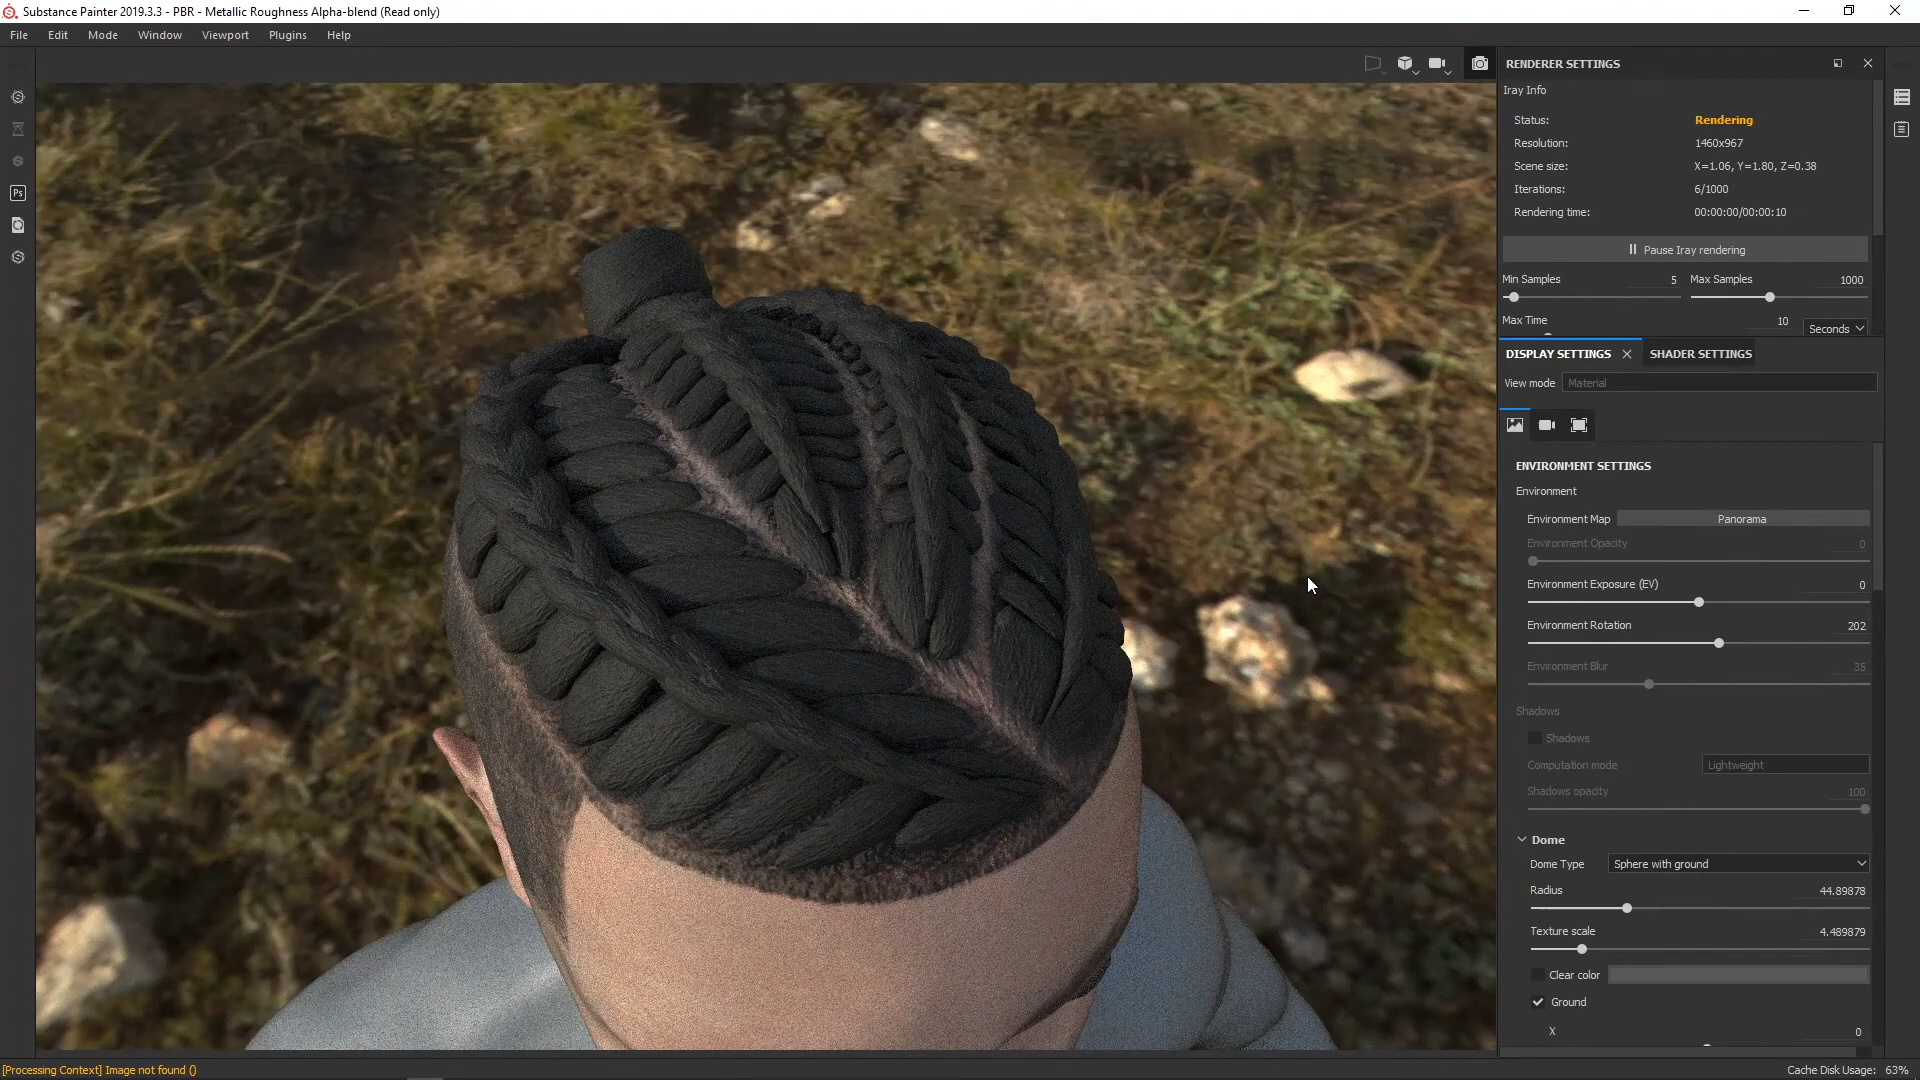 Substance Painter 2019.3.3 - PBR - Metallic Roughness Alpha-blend (Read only)
File Edit Mode Window Viewport Plugins Help
Ps
RENDERER SETTINGS
Iray Info
Status: Rendering
Resolution: 1460x967
Scene size: X=1.06, Y=1.80, Z=0.38
Iterations: 6/1000
Rendering time: 00:00:00/00:00:10
Pause Iray rendering
Min Samples 5 Max Samples 1000
Max Time 10 Seconds
DISPLAY SETTINGS SHADER SETTINGS
View mode Material
ENVIRONMENT SETTINGS
Environment
Environment Map Panorama
Environment Opacity 0
Environment Exposure (EV) 0
Environment Rotation 202
Environment Blur 35
Shadows
Shadows
Computation mode Lightweight
Shadows opacity 100
Dome
Dome Type Sphere with ground
Radius 44.89878
Texture scale 4.489879
Clear color
Ground
X 0
[Processing Context] Image not found ()
Cache Disk Usage: 63%